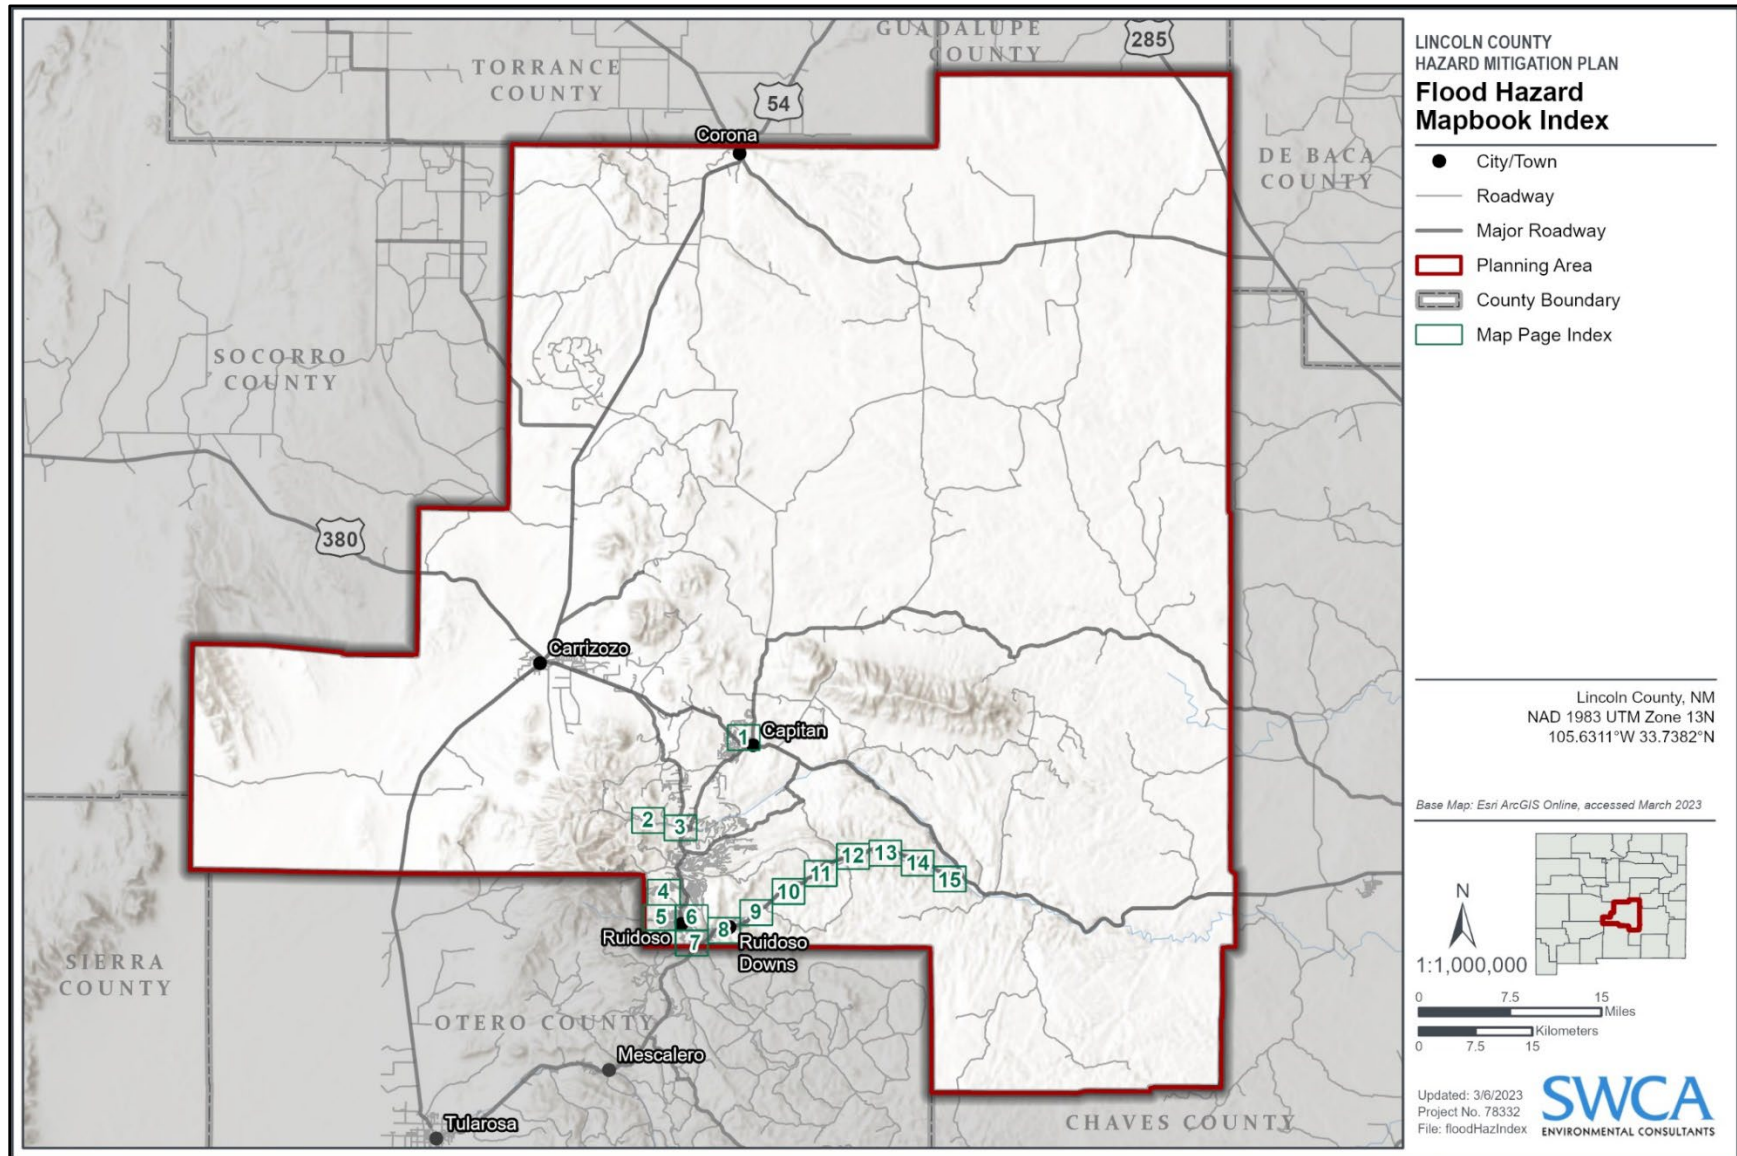 GUADALUPE
COUNTY
285
TORRANCE
COUNTY
54
Corona
DE BACA
COUNTY
SOCORRO
COUNTY
380
Carrizozo
1
Capitan
2
3
4
5
6
7
8
9
10
11
12
13
14
15
Ruidoso
Ruidoso
Downs
SIERRA
COUNTY
OTERO COUNTY
Mescalero
Tularosa
CHAVES COUNTY
LINCOLN COUNTY
HAZARD MITIGATION PLAN
Flood Hazard
Mapbook Index
City/Town
Roadway
Major Roadway
Planning Area
County Boundary
Map Page Index
Lincoln County, NM
NAD 1983 UTM Zone 13N
105.6311°W 33.7382°N
Base Map: Esri ArcGIS Online, accessed March 2023
N
1:1,000,000
0 7.5 15
Miles
Kilometers
0 7.5 15
Updated: 3/6/2023
Project No. 78332
File: floodHazIndex
SWCA
ENVIRONMENTAL CONSULTANTS